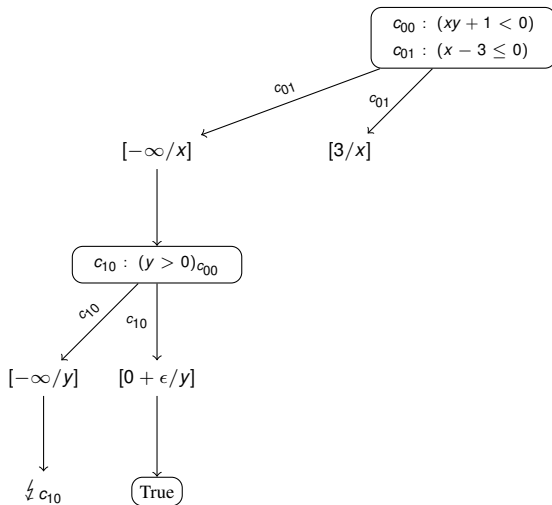 c₀₀ : (xy + 1 < 0)
c₀₁ : (x − 3 ≤ 0)
c₀₁
c₀₁
[−∞/x]
[3/x]
c₁₀ : (y > 0)c₀₀
c₁₀
c₁₀
[−∞/y]
[0 + ϵ/y]
↯ c₁₀
True